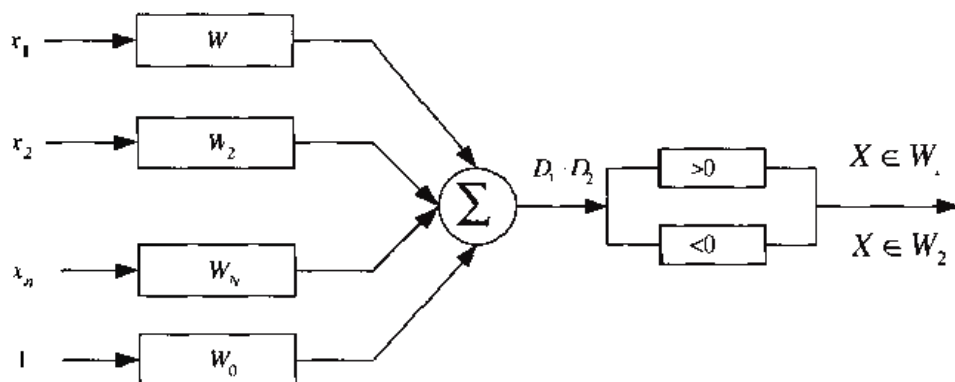 x₁ W
x₂ W₂
Σ
D₁ · D₂
>0
<0
X ∈ W.
X ∈ W₂
xₙ W_N
1 W₀